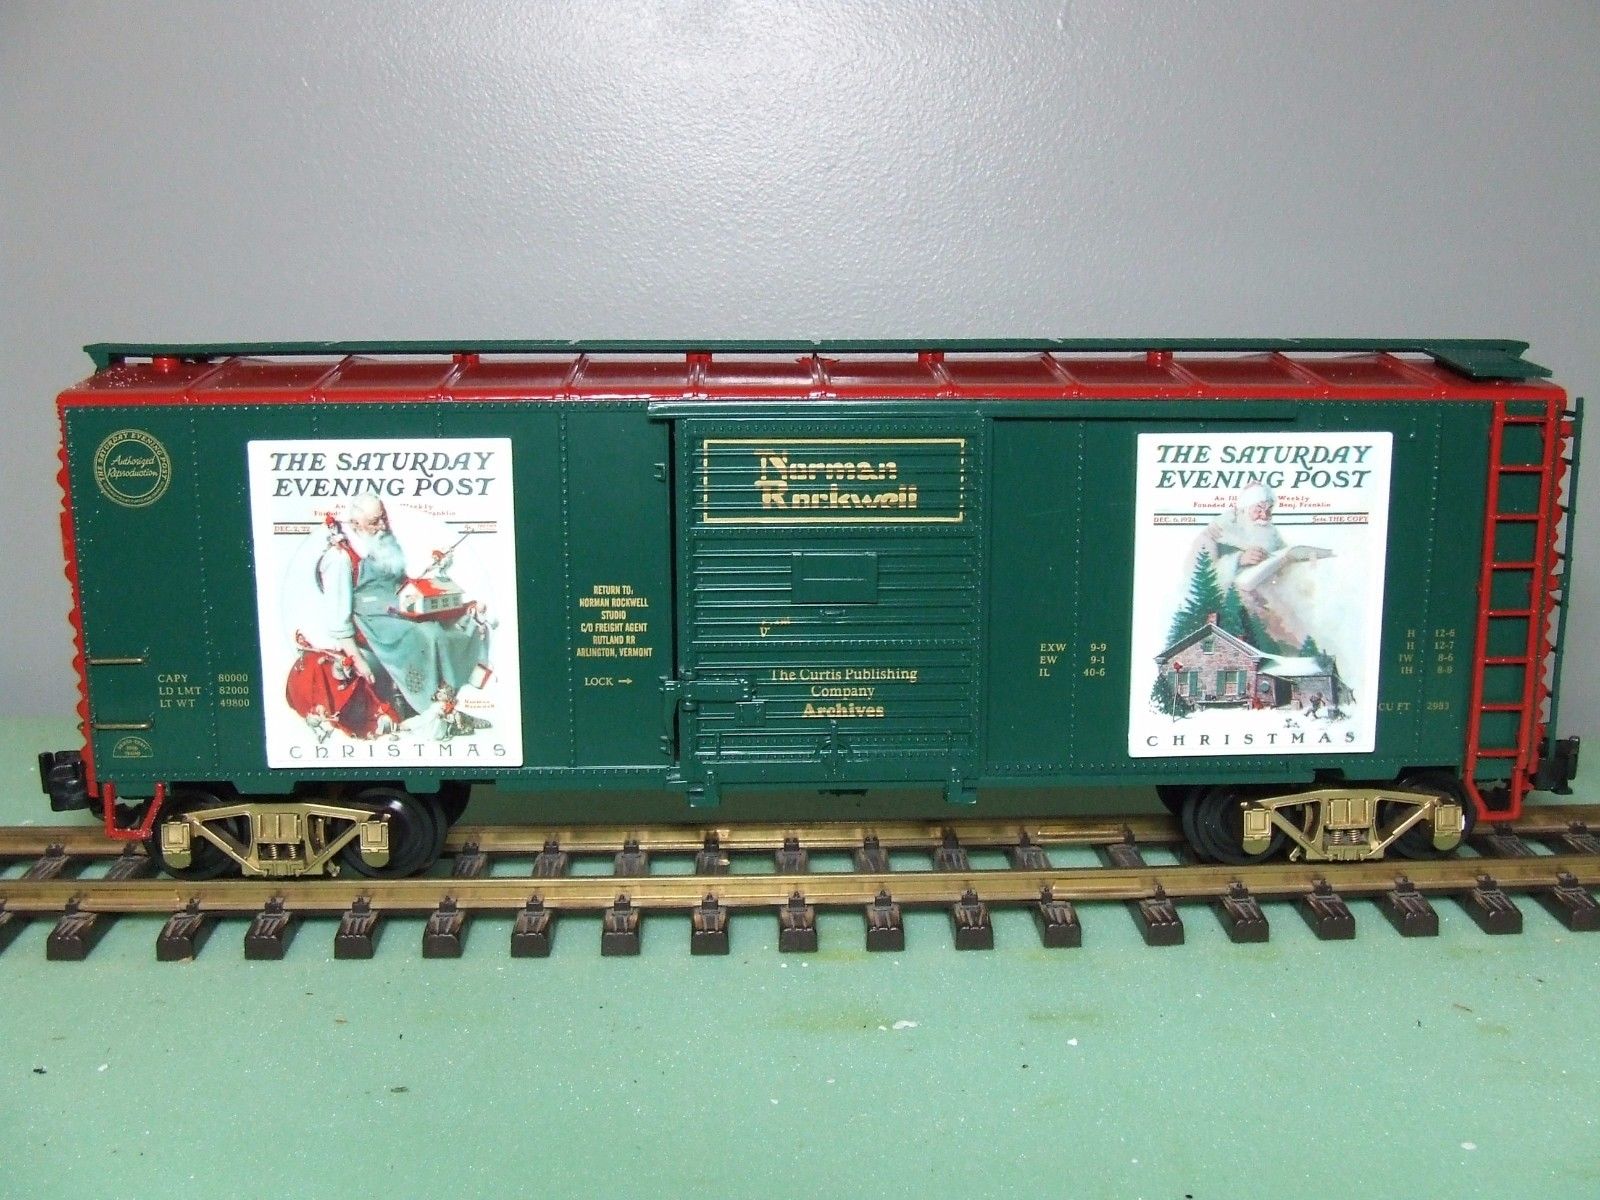 THE SATURDAY EVENING POST
Authorized
Reproduction
CAPY 80000
LD LMT 82000
LT WT 49800
THE SATURDAY
EVENING POST
An Weekly
Franklin
DEC. 2, '22
CHRISTMAS
RETURN TO:
NORMAN ROCKWELL
STUDIO
C/O FREIGHT AGENT
RUTLAND RR
ARLINGTON, VERMONT
LOCK →
Norman
Rockwell
The Curtis Publishing
Company
Archives
EXW 9-9
EW 9-1
IL 40-6
THE SATURDAY
EVENING POST
An Weekly
Founded Benj. Franklin
DEC. 6, 1924 5cts. THE COPY
CHRISTMAS
H 12-6
H 12-7
IW 8-6
IH 8-8
CU FT 2983